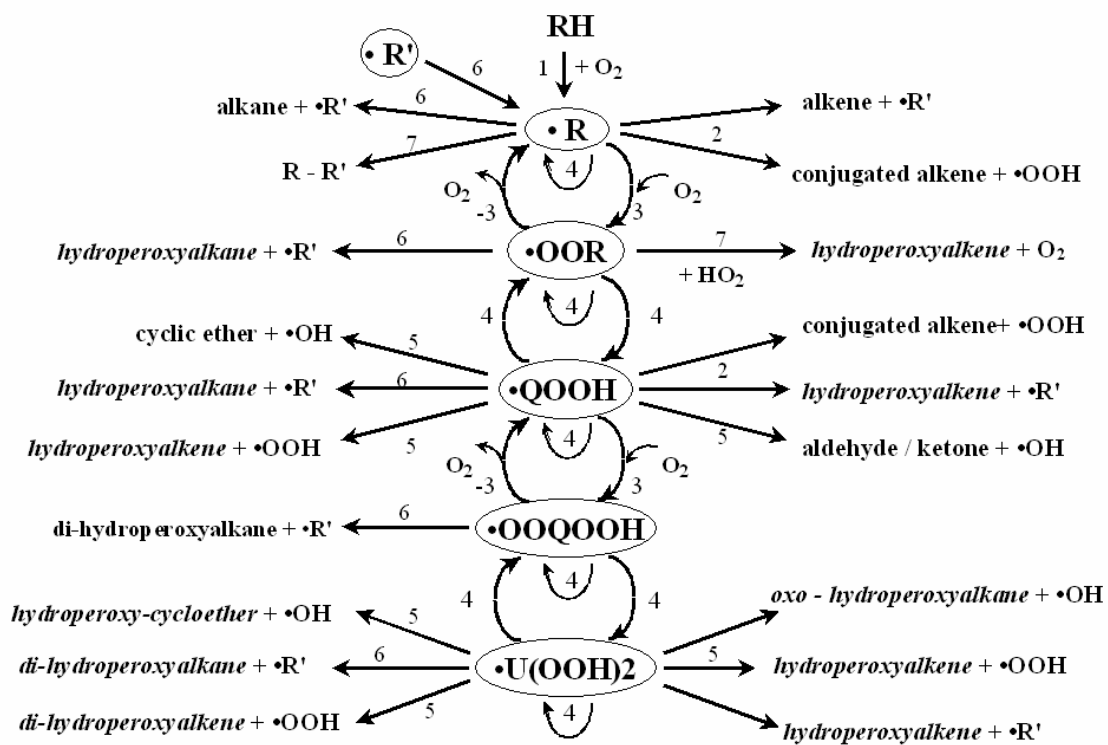 RH
• R'
6
1
+ O2
alkane + •R'
6
• R
alkene + •R'
7
2
R - R'
4
conjugated alkene + •OOH
O2
-3
3
O2
hydroperoxyalkane + •R'
6
•OOR
7
hydroperoxyalkene + O2
+ HO2
4
4
4
cyclic ether + •OH
5
conjugated alkene+ •OOH
hydroperoxyalkane + •R'
6
•QOOH
2
hydroperoxyalkene + •R'
hydroperoxyalkene + •OOH
5
4
5
aldehyde / ketone + •OH
O2
-3
3
O2
di-hydroperoxyalkane + •R'
6
•OOQOOH
4
4
4
hydroperoxy-cycloether + •OH
5
oxo - hydroperoxyalkane + •OH
di-hydroperoxyalkane + •R'
6
•U(OOH)2
5
hydroperoxyalkene + •OOH
di-hydroperoxyalkene + •OOH
5
4
hydroperoxyalkene + •R'